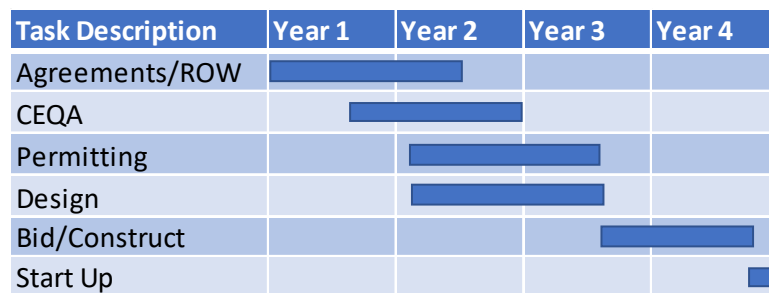 Task Description Year 1 Year 2 Year 3 Year 4
Agreements/ROW
CEQA
Permitting
Design
Bid/Construct
Start Up